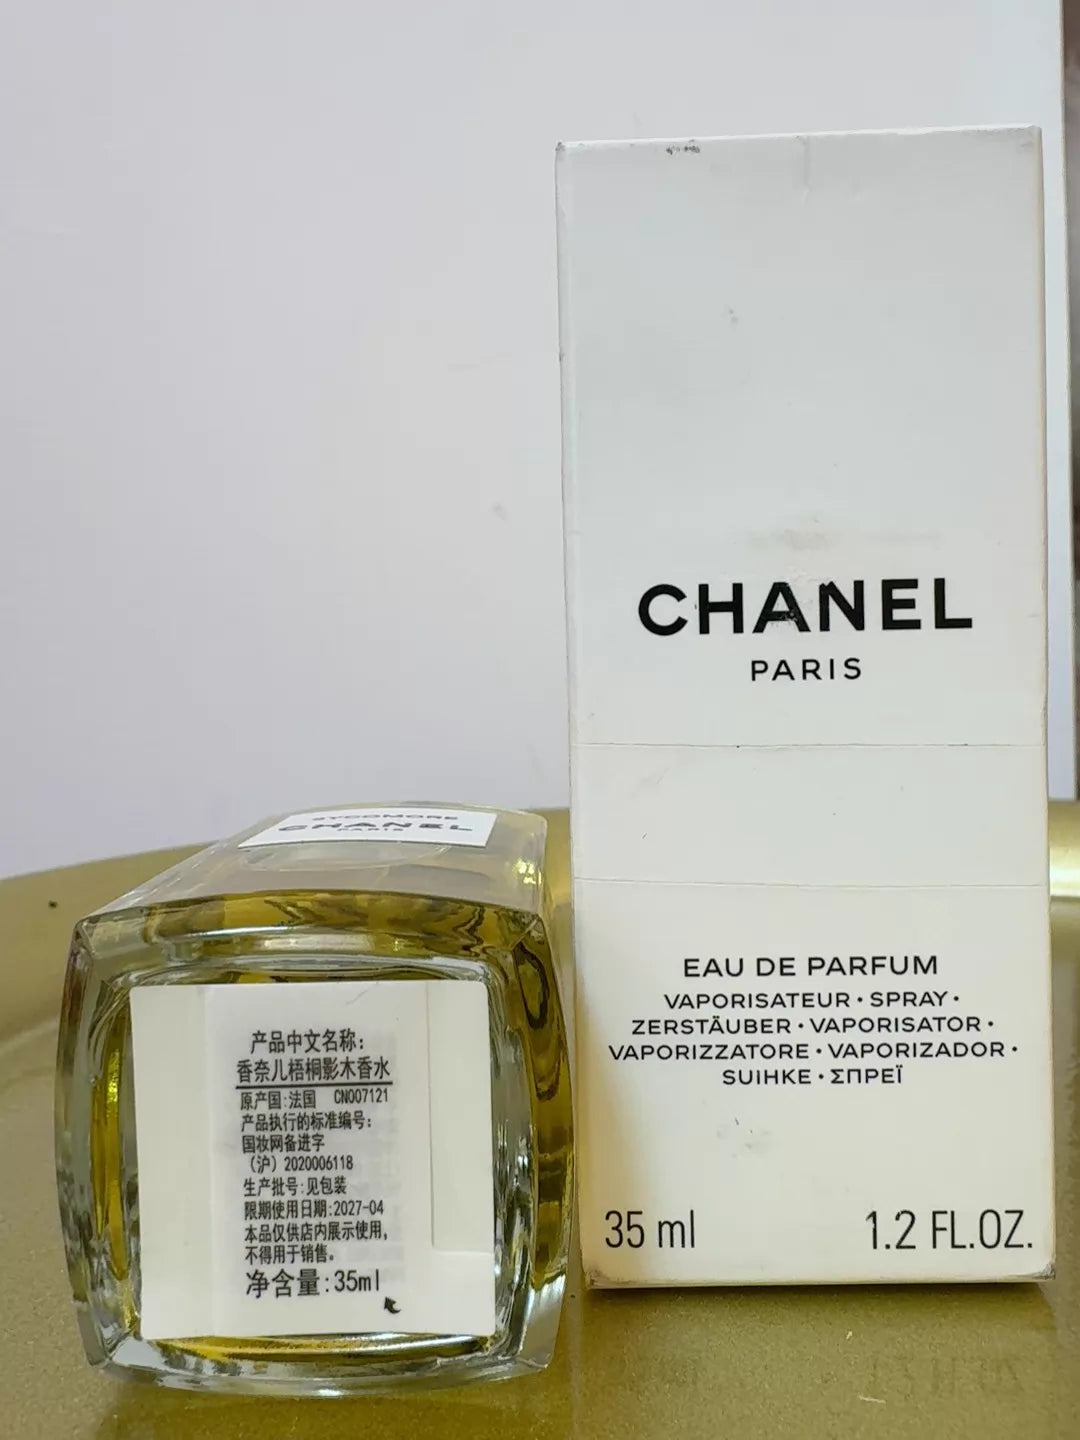 SYCOMORE
CHANEL
PARIS
产品中文名称:
香奈儿梧桐影木香水
原产国:法国 CN007121
产品执行的标准编号:
国妆网备进字
（沪）2020006118
生产批号:见包装
限期使用日期:2027-04
本品仅供店内展示使用，
不得用于销售。
净含量:35ml
CHANEL
PARIS
EAU DE PARFUM
VAPORISATEUR · SPRAY ·
ZERSTÄUBER · VAPORISATOR ·
VAPORIZZATORE · VAPORIZADOR ·
SUIHKE · ΣΠΡΕΪ
35 ml 1.2 FL.OZ.